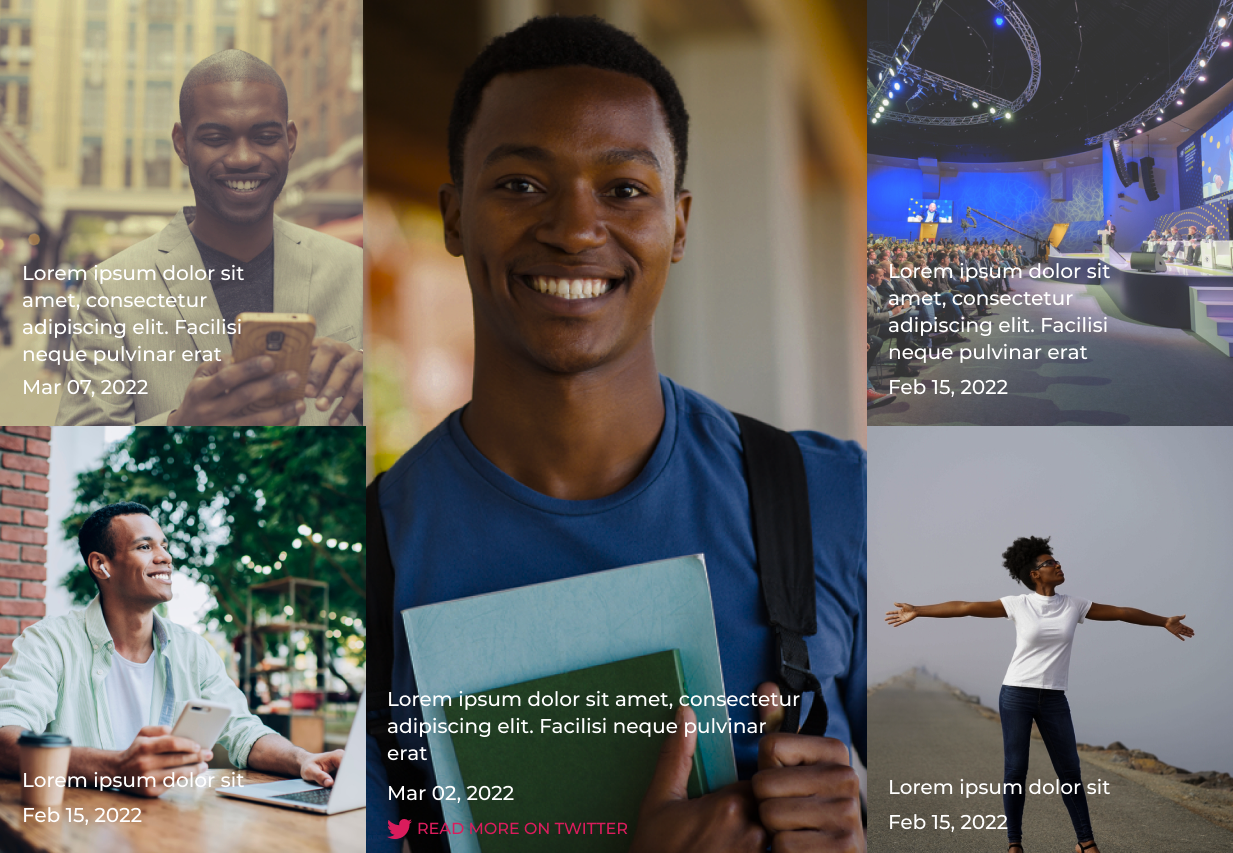 Lorem ipsum dolor sit
amet, consectetur
adipiscing elit. Facilisi
neque pulvinar erat
Mar 07, 2022
Lorem ipsum dolor sit
Feb 15, 2022
Lorem ipsum dolor sit amet, consectetur
adipiscing elit. Facilisi neque pulvinar
erat
Mar 02, 2022
READ MORE ON TWITTER
Lorem ipsum dolor sit
amet, consectetur
adipiscing elit. Facilisi
neque pulvinar erat
Feb 15, 2022
Lorem ipsum dolor sit
Feb 15, 2022